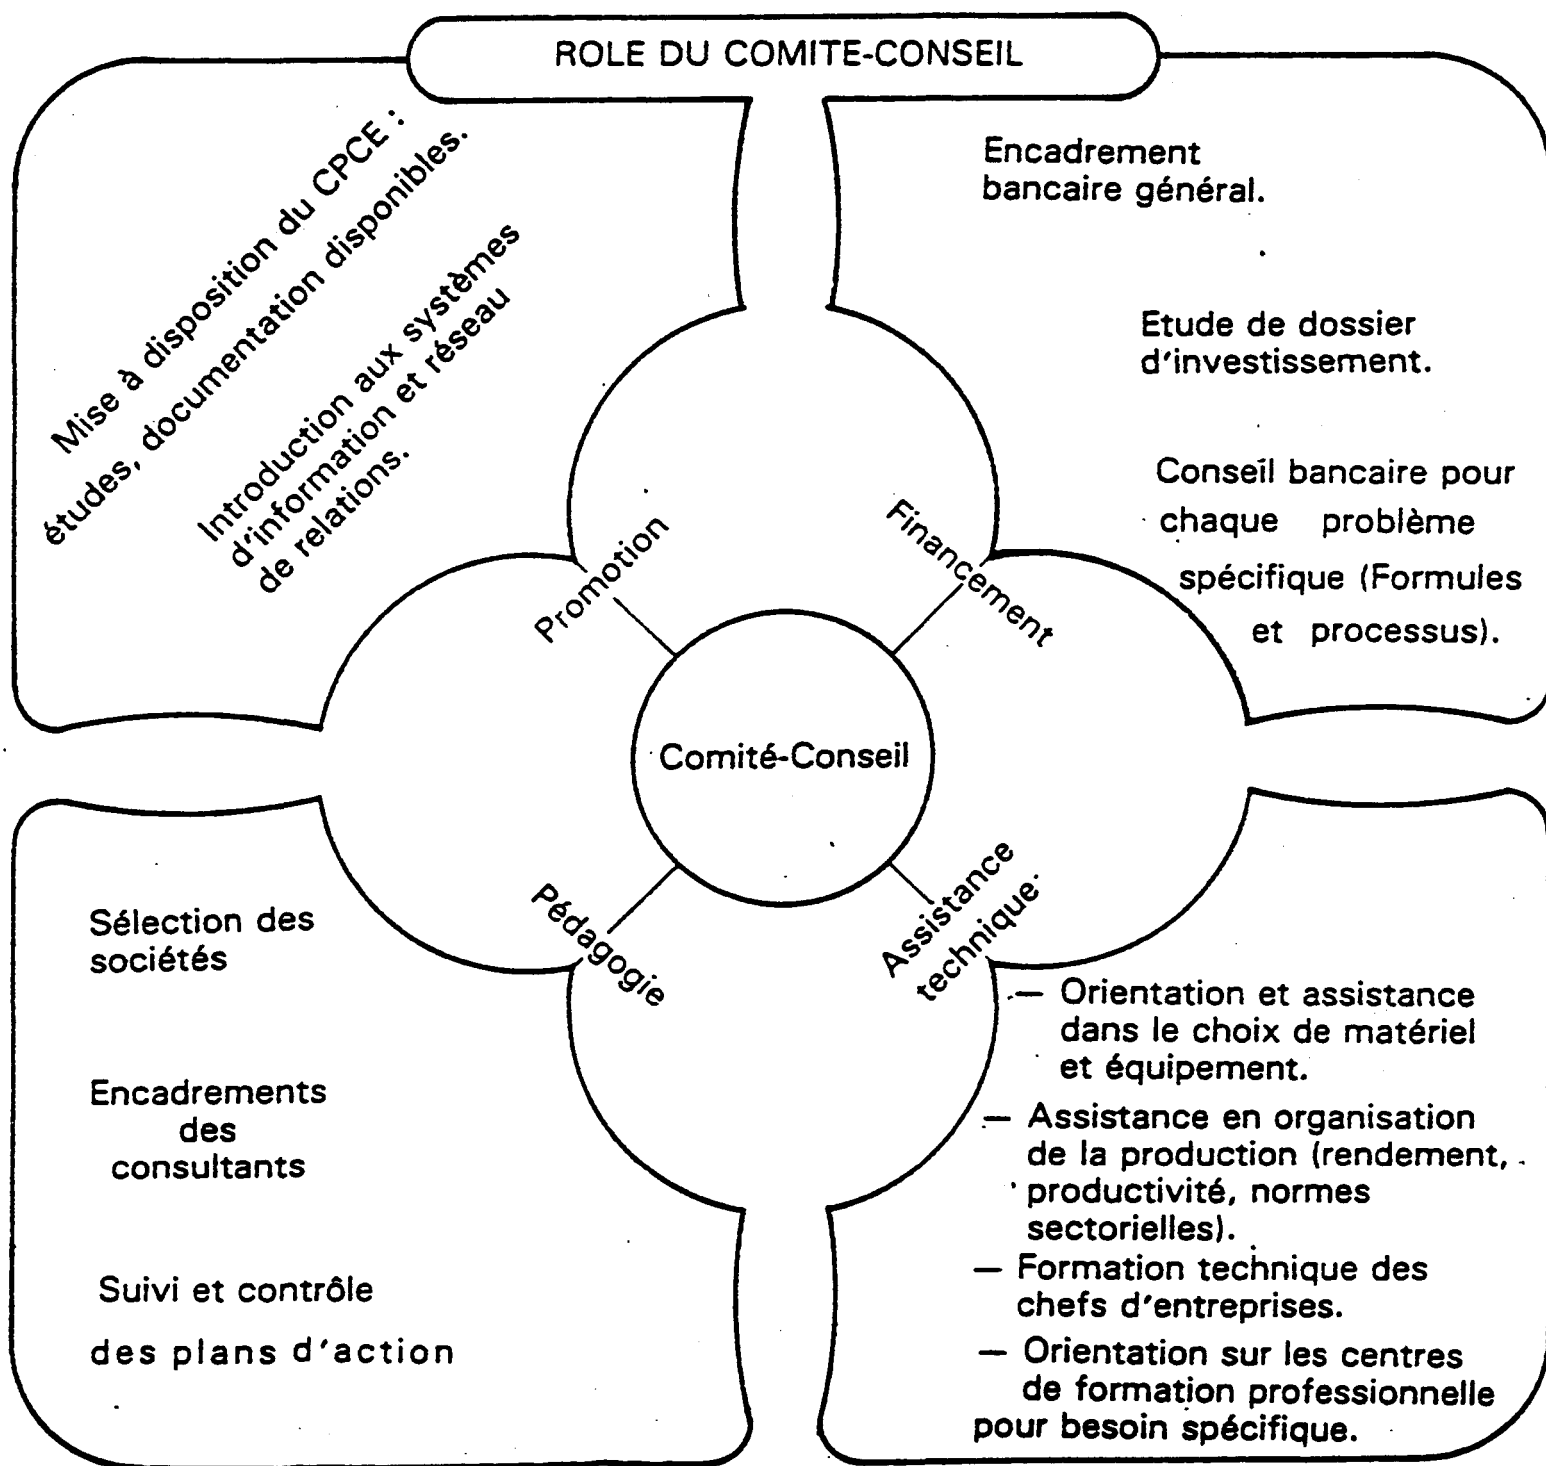 ROLE DU COMITE-CONSEIL
Mise à disposition du CPCE :
études, documentation disponibles.
Introduction aux systèmes
d'information et réseau
de relations.
Encadrement
bancaire général.
Etude de dossier
d'investissement.
Conseil bancaire pour
chaque problème
spécifique (Formules
et processus).
Promotion
Financement
Comité-Conseil
Pédagogie
Assistance
technique
Sélection des
sociétés
Encadrements
des
consultants
Suivi et contrôle
des plans d'action
— Orientation et assistance
dans le choix de matériel
et équipement.
— Assistance en organisation
de la production (rendement,
productivité, normes
sectorielles).
— Formation technique des
chefs d'entreprises.
— Orientation sur les centres
de formation professionnelle
pour besoin spécifique.